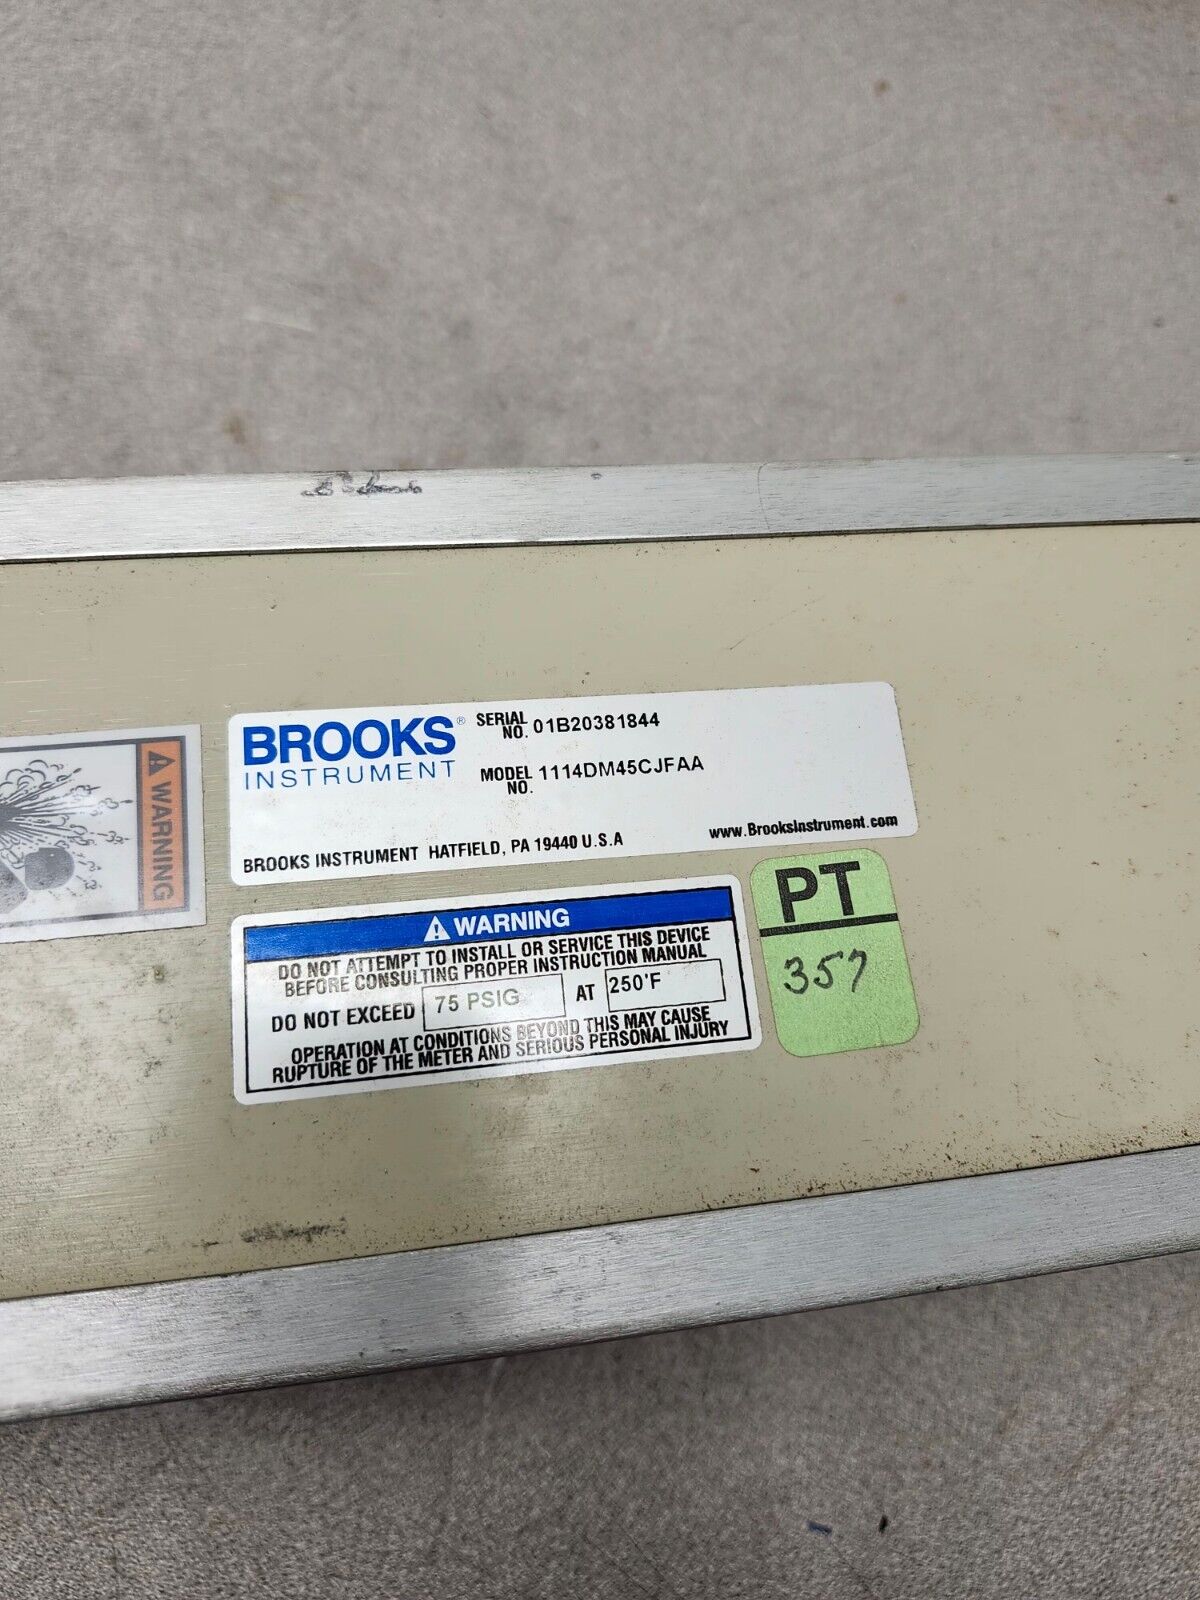 BROOKS®
INSTRUMENT
SERIAL NO. 01B20381844
MODEL NO. 1114DM45CJFAA
BROOKS INSTRUMENT HATFIELD, PA 19440 U.S.A
www.BrooksInstrument.com
WARNING
WARNING
DO NOT ATTEMPT TO INSTALL OR SERVICE THIS DEVICE
BEFORE CONSULTING PROPER INSTRUCTION MANUAL
DO NOT EXCEED 75 PSIG AT 250'F
OPERATION AT CONDITIONS BEYOND THIS MAY CAUSE
RUPTURE OF THE METER AND SERIOUS PERSONAL INJURY
PT
357